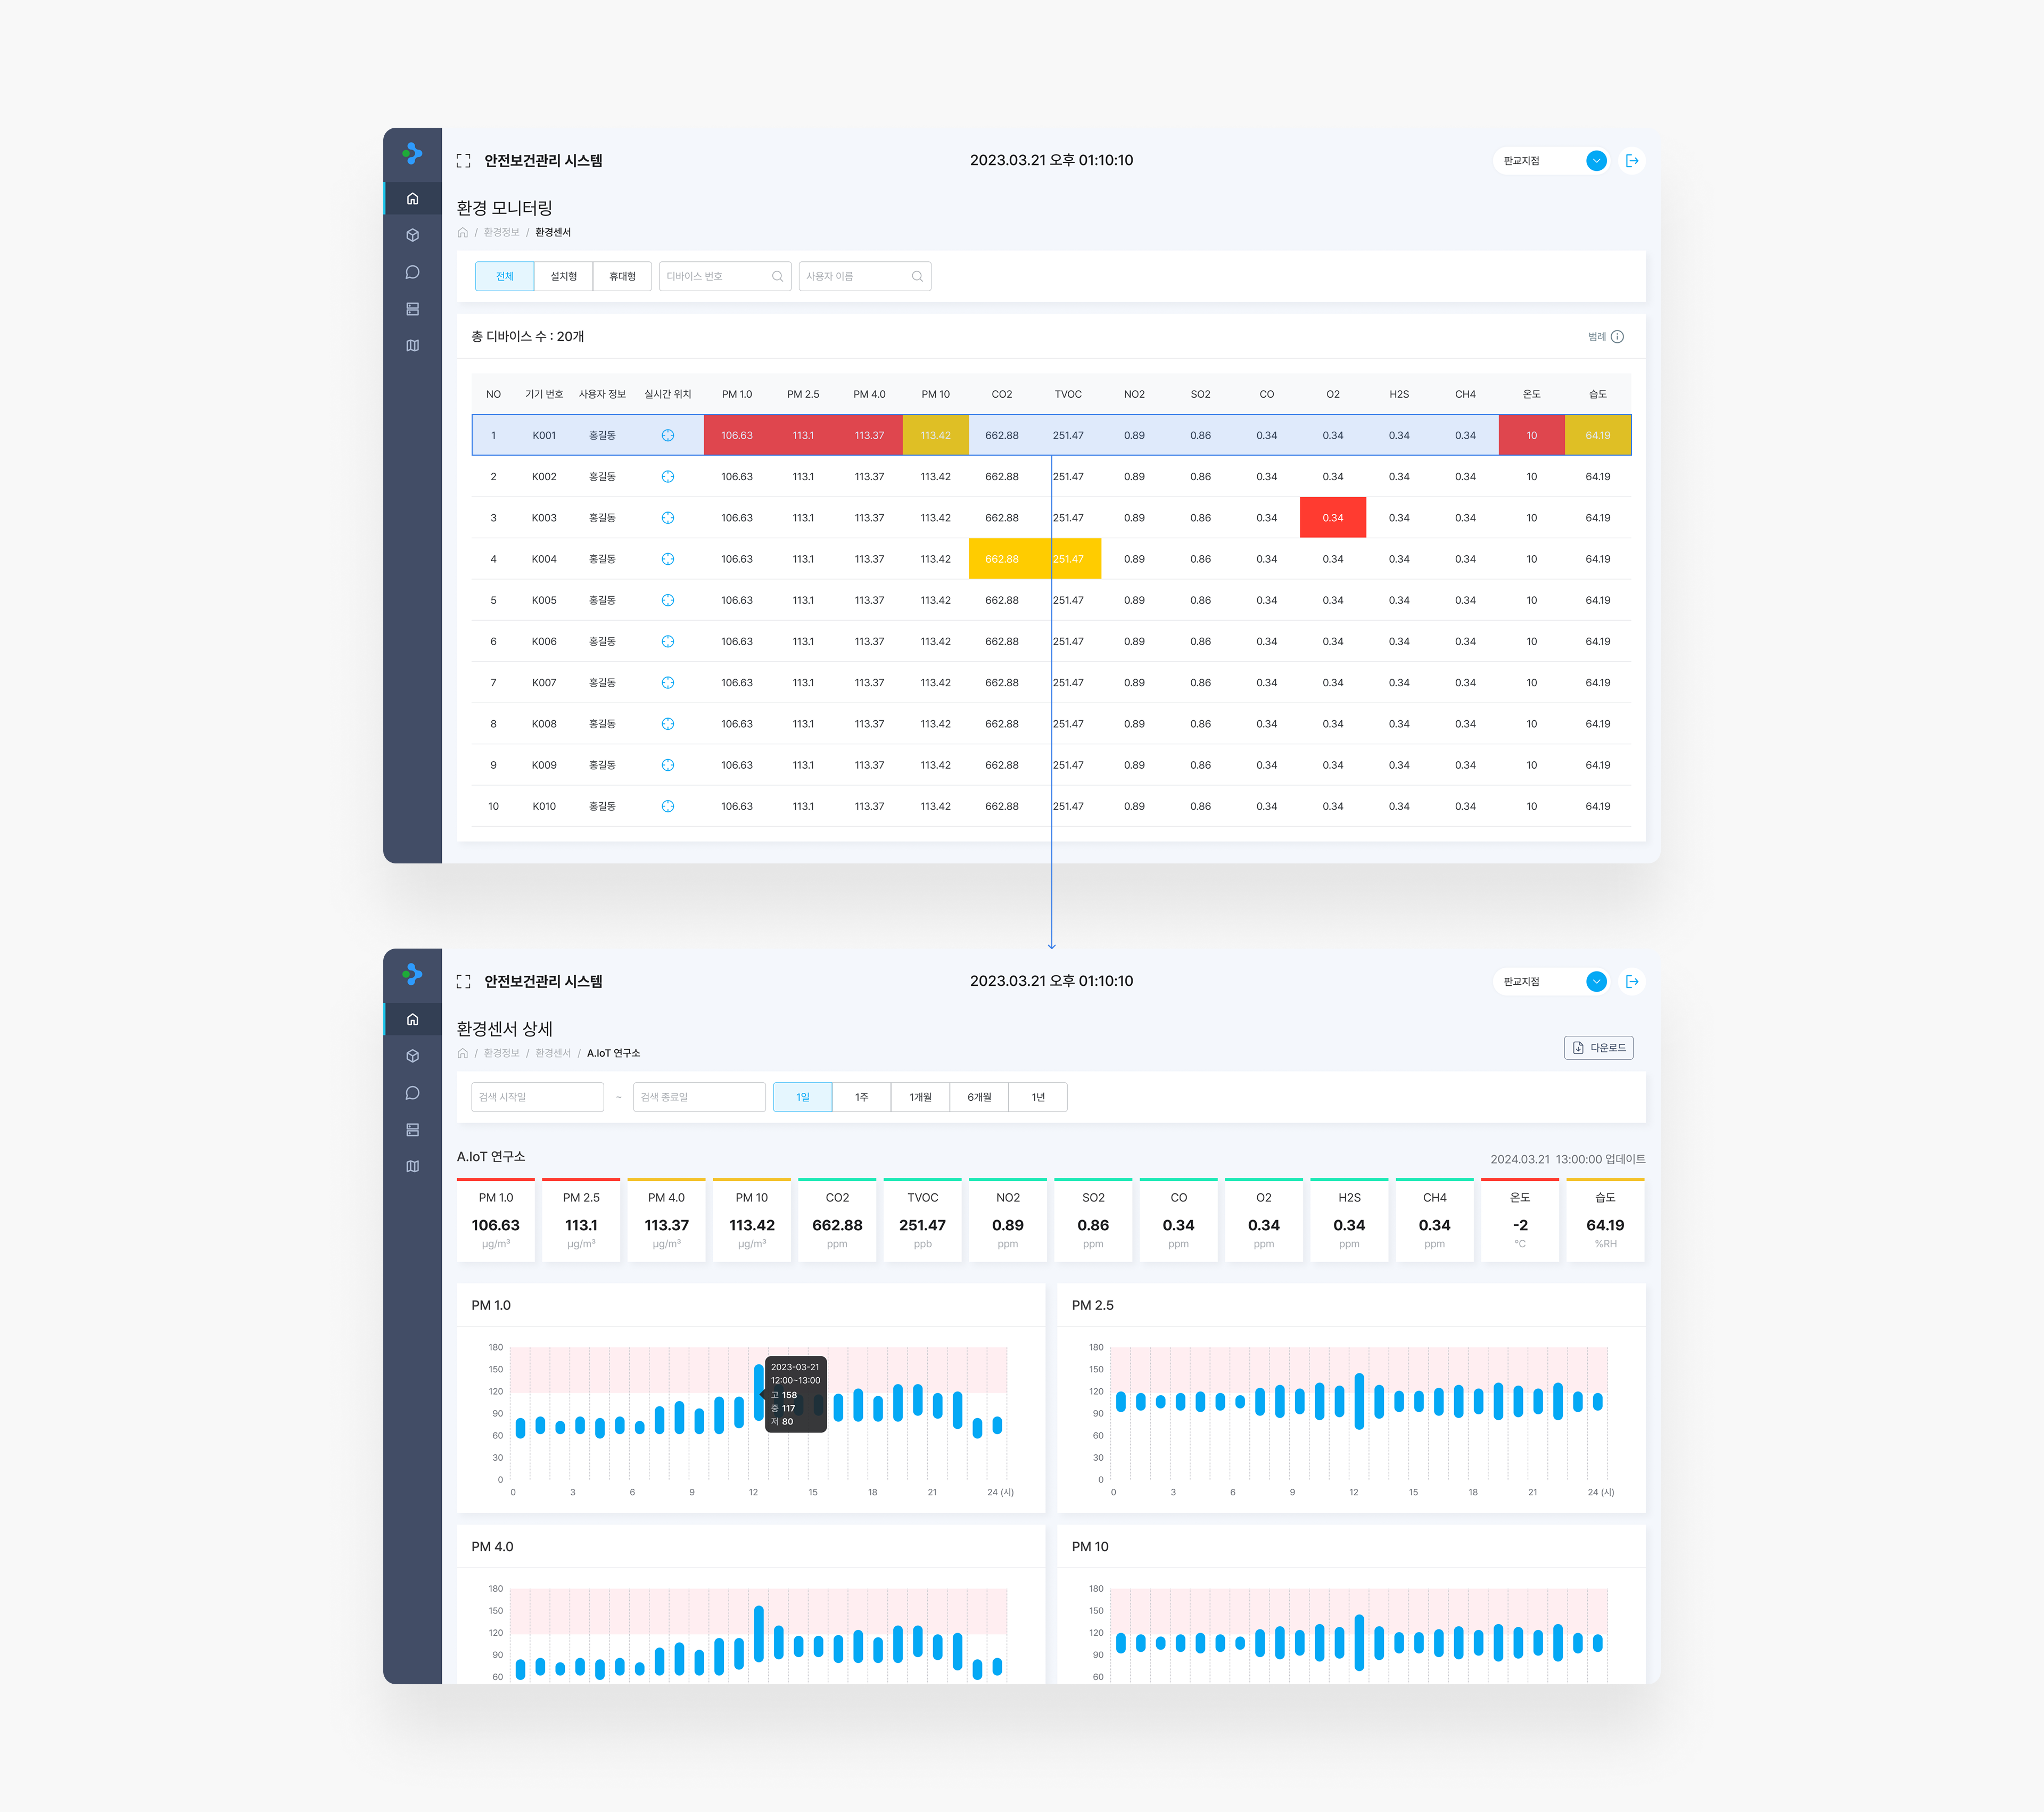 안전보건관리 시스템 2023.03.21 오후 01:10:10 판교지점
환경 모니터링
/ 환경정보 / 환경센서
전체 설치형 휴대형 디바이스 번호 사용자 이름
총 디바이스 수 : 20개 범례
NO 기기 번호 사용자 정보 실시간 위치 PM 1.0 PM 2.5 PM 4.0 PM 10 CO2 TVOC NO2 SO2 CO O2 H2S CH4 온도 습도
1 K001 홍길동 106.63 113.1 113.37 113.42 662.88 251.47 0.89 0.86 0.34 0.34 0.34 0.34 10 64.19
2 K002 홍길동 106.63 113.1 113.37 113.42 662.88 251.47 0.89 0.86 0.34 0.34 0.34 0.34 10 64.19
3 K003 홍길동 106.63 113.1 113.37 113.42 662.88 251.47 0.89 0.86 0.34 0.34 0.34 0.34 10 64.19
4 K004 홍길동 106.63 113.1 113.37 113.42 662.88 251.47 0.89 0.86 0.34 0.34 0.34 0.34 10 64.19
5 K005 홍길동 106.63 113.1 113.37 113.42 662.88 251.47 0.89 0.86 0.34 0.34 0.34 0.34 10 64.19
6 K006 홍길동 106.63 113.1 113.37 113.42 662.88 251.47 0.89 0.86 0.34 0.34 0.34 0.34 10 64.19
7 K007 홍길동 106.63 113.1 113.37 113.42 662.88 251.47 0.89 0.86 0.34 0.34 0.34 0.34 10 64.19
8 K008 홍길동 106.63 113.1 113.37 113.42 662.88 251.47 0.89 0.86 0.34 0.34 0.34 0.34 10 64.19
9 K009 홍길동 106.63 113.1 113.37 113.42 662.88 251.47 0.89 0.86 0.34 0.34 0.34 0.34 10 64.19
10 K010 홍길동 106.63 113.1 113.37 113.42 662.88 251.47 0.89 0.86 0.34 0.34 0.34 0.34 10 64.19
안전보건관리 시스템 2023.03.21 오후 01:10:10 판교지점
환경센서 상세
/ 환경정보 / 환경센서 / A.IoT 연구소
다운로드
검색 시작일 ~ 검색 종료일 1일 1주 1개월 6개월 1년
A.IoT 연구소 2024.03.21 13:00:00 업데이트
PM 1.0 PM 2.5 PM 4.0 PM 10 CO2 TVOC NO2 SO2 CO O2 H2S CH4 온도 습도
106.63 113.1 113.37 113.42 662.88 251.47 0.89 0.86 0.34 0.34 0.34 0.34 -2 64.19
μg/m³ μg/m³ μg/m³ μg/m³ ppm ppb ppm ppm ppm ppm ppm ppm °C %RH
PM 1.0
180
150
120
90
60
30
0
0 3 6 9 12 15 18 21 24 (시)
2023-03-21
12:00~13:00
고 158
중 117
저 80
PM 2.5
180
150
120
90
60
30
0
0 3 6 9 12 15 18 21 24 (시)
PM 4.0
180
150
120
90
60
PM 10
180
150
120
90
60